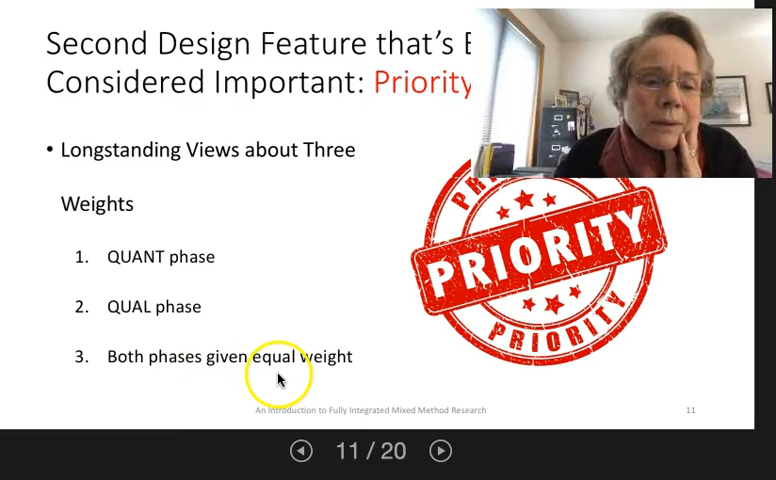 Second Design Feature that's
Considered Important: Priority
• Longstanding Views about Three
Weights
1. QUANT phase
2. QUAL phase
3. Both phases given equal weight
PRIORITY
PRIORITY
An Introduction to Fully Integrated Mixed Method Research
11
11 / 20